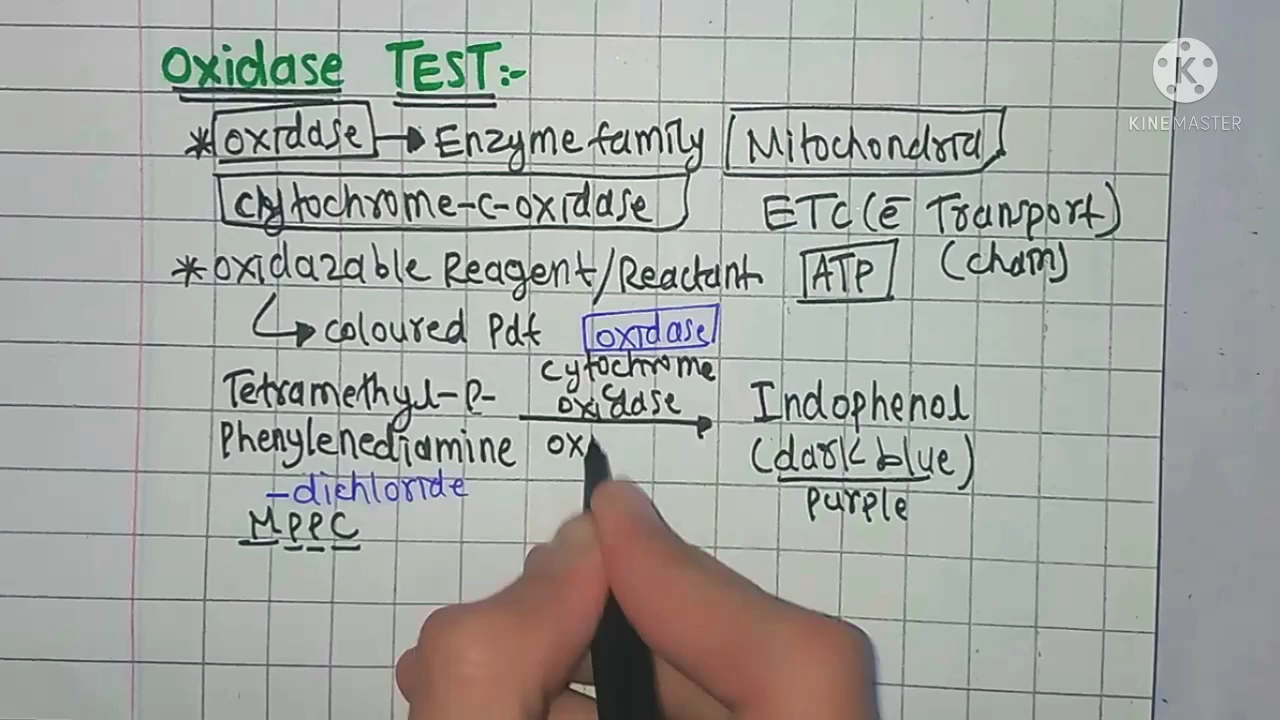 Oxidase TEST:-
*oxidase → Enzyme family Mitochondria
cytochrome-c-oxidase ETC (ē Transport)
(chain)
*oxidazable Reagent/Reactant ATP
↳ coloured Pdt oxidase
cytochrome
Tetramethyl-P- oxidase → Indophenol
Phenylenediamine ox (dark blue)
-dichloride purple
MPPC
K
KINEMASTER